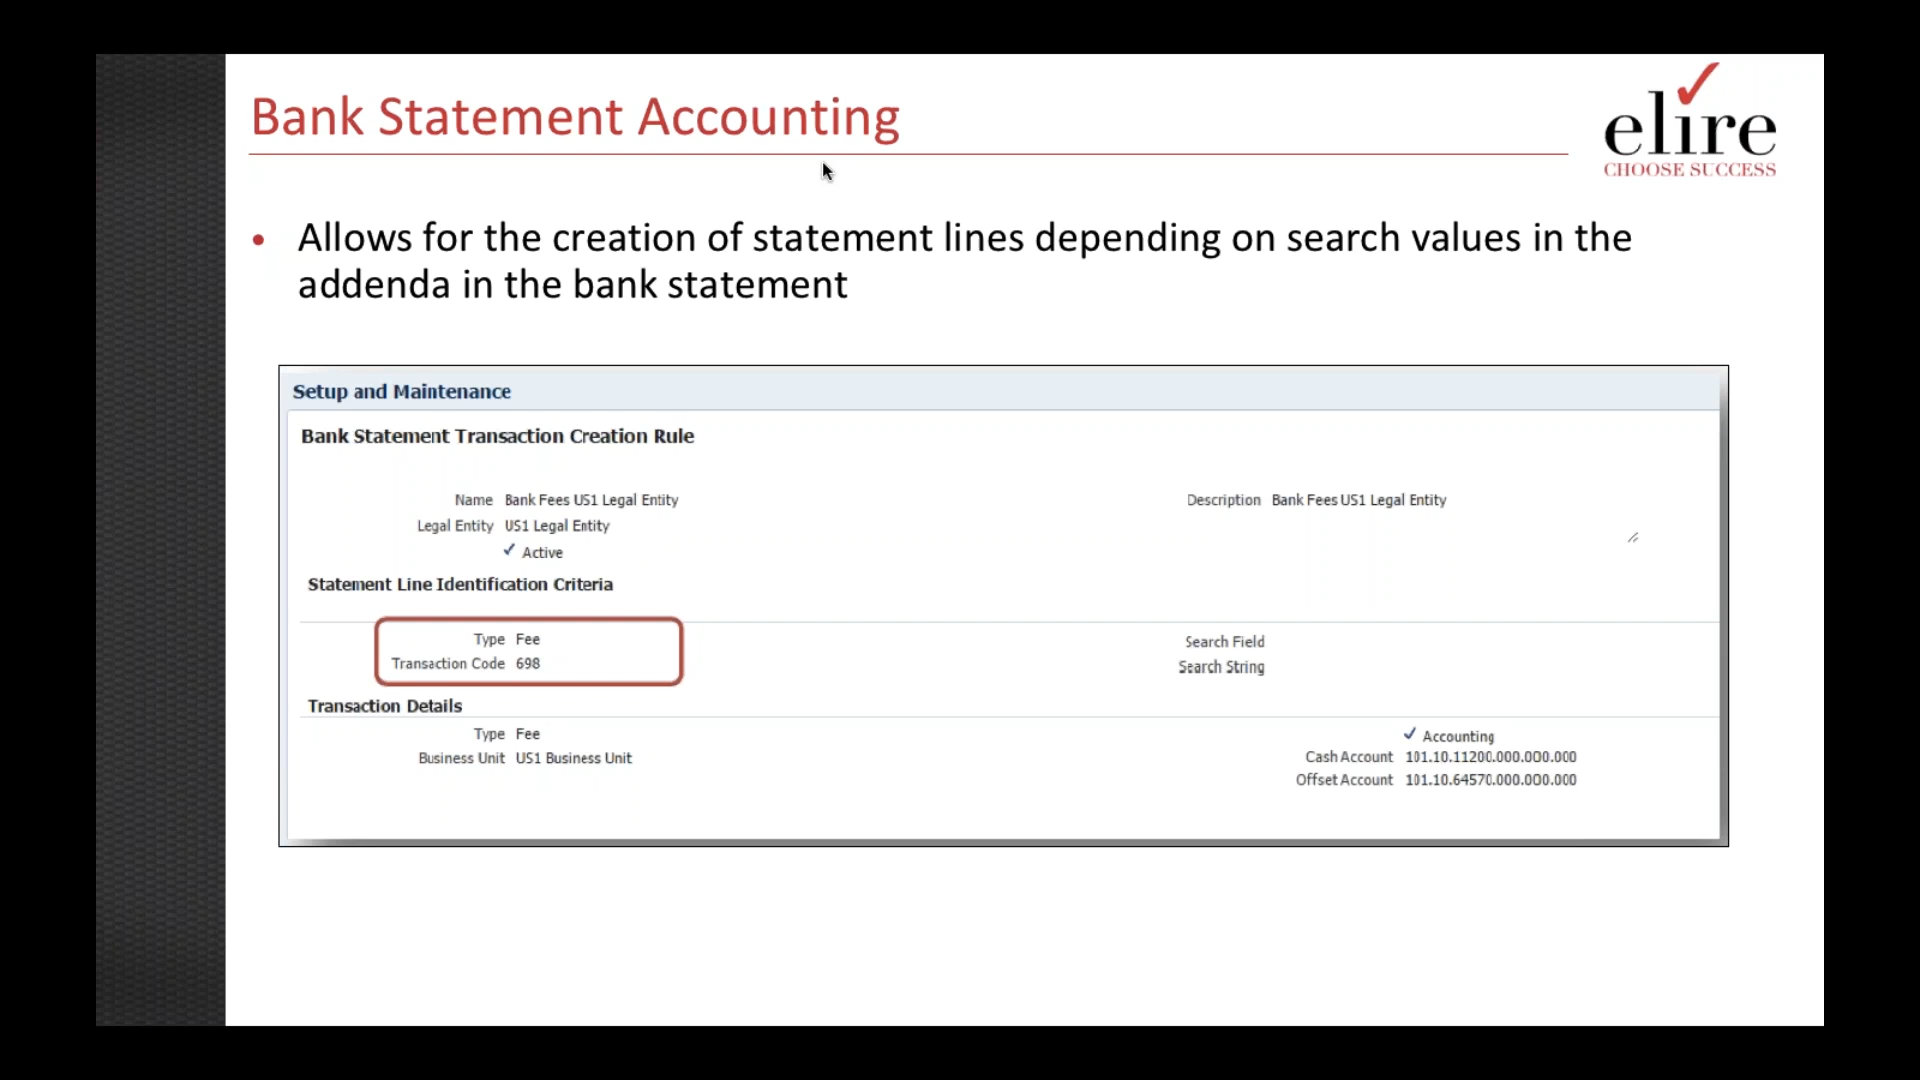 Bank Statement Accounting
elire
CHOOSE SUCCESS
• Allows for the creation of statement lines depending on search values in the
addenda in the bank statement
Setup and Maintenance
Bank Statement Transaction Creation Rule
Name Bank Fees US1 Legal Entity
Description Bank Fees US1 Legal Entity
Legal Entity US1 Legal Entity
Active
Statement Line Identification Criteria
Type Fee
Search Field
Transaction Code 698
Search String
Transaction Details
Type Fee
Accounting
Business Unit US1 Business Unit
Cash Account 101.10.11200.000.000.000
Offset Account 101.10.64570.000.000.000